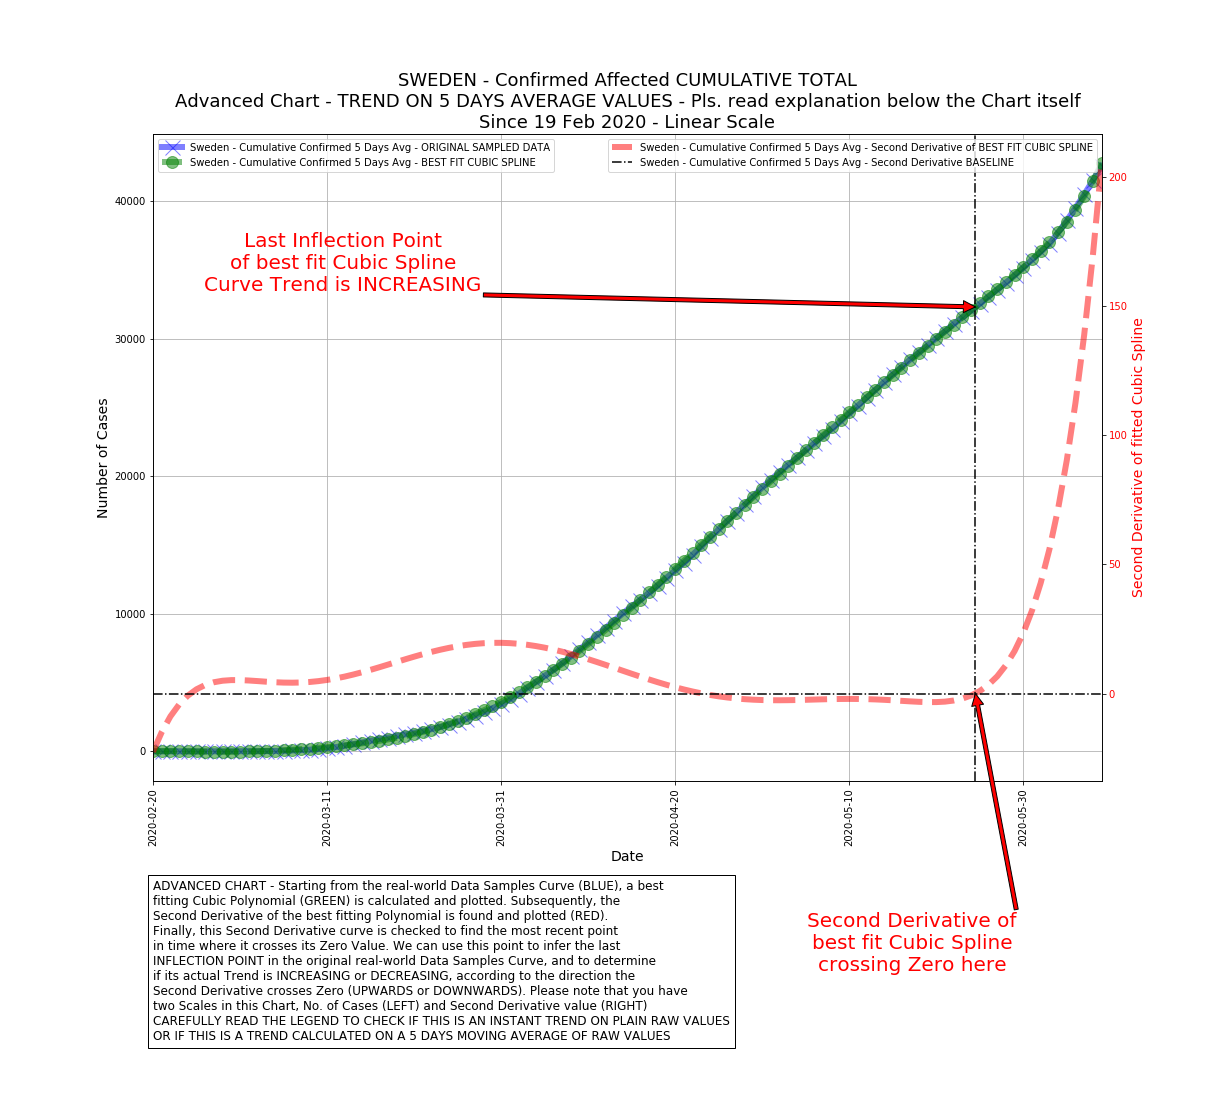 SWEDEN - Confirmed Affected CUMULATIVE TOTAL
Advanced Chart - TREND ON 5 DAYS AVERAGE VALUES - Pls. read explanation below the Chart itself
Since 19 Feb 2020 - Linear Scale
Sweden - Cumulative Confirmed 5 Days Avg - ORIGINAL SAMPLED DATA
Sweden - Cumulative Confirmed 5 Days Avg - BEST FIT CUBIC SPLINE
Sweden - Cumulative Confirmed 5 Days Avg - Second Derivative of BEST FIT CUBIC SPLINE
Sweden - Cumulative Confirmed 5 Days Avg - Second Derivative BASELINE
Last Inflection Point
of best fit Cubic Spline
Curve Trend is INCREASING
Number of Cases
40000
30000
20000
10000
0
200
150
100
50
0
Second Derivative of fitted Cubic Spline
2020-02-20
2020-03-11
2020-03-31
2020-04-20
2020-05-10
2020-05-30
Date
ADVANCED CHART - Starting from the real-world Data Samples Curve (BLUE), a best
fitting Cubic Polynomial (GREEN) is calculated and plotted. Subsequently, the
Second Derivative of the best fitting Polynomial is found and plotted (RED).
Finally, this Second Derivative curve is checked to find the most recent point
in time where it crosses its Zero Value. We can use this point to infer the last
INFLECTION POINT in the original real-world Data Samples Curve, and to determine
if its actual Trend is INCREASING or DECREASING, according to the direction the
Second Derivative crosses Zero (UPWARDS or DOWNWARDS). Please note that you have
two Scales in this Chart, No. of Cases (LEFT) and Second Derivative value (RIGHT)
CAREFULLY READ THE LEGEND TO CHECK IF THIS IS AN INSTANT TREND ON PLAIN RAW VALUES
OR IF THIS IS A TREND CALCULATED ON A 5 DAYS MOVING AVERAGE OF RAW VALUES
Second Derivative of
best fit Cubic Spline
crossing Zero here